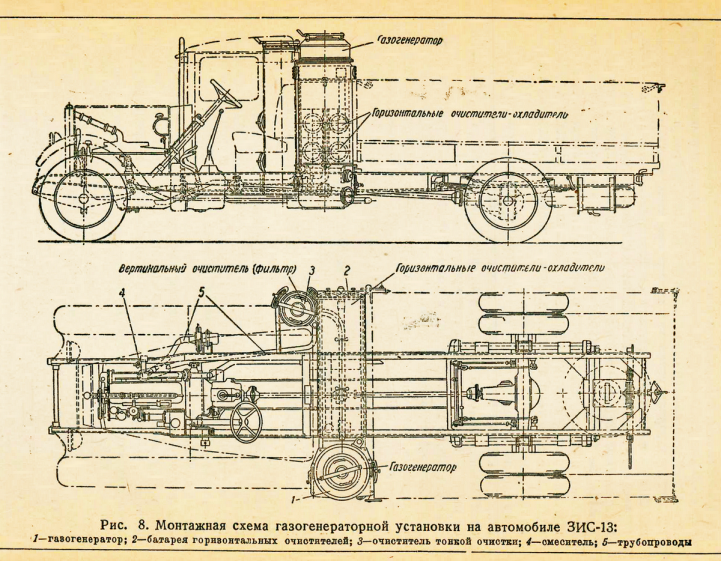 Газогенератор
Горизонтальные очистители-охладители
Вертикальный очиститель (фильтр) 3 2 Горизонтальные очистители-охладители
4 5
Газогенератор
1
Рис. 8. Монтажная схема газогенераторной установки на автомобиле ЗИС-13:
1—газогенератор; 2—батарея горизонтальных очистителей; 3—очиститель тонкой очистки; 4—смеситель; 5—трубопроводы